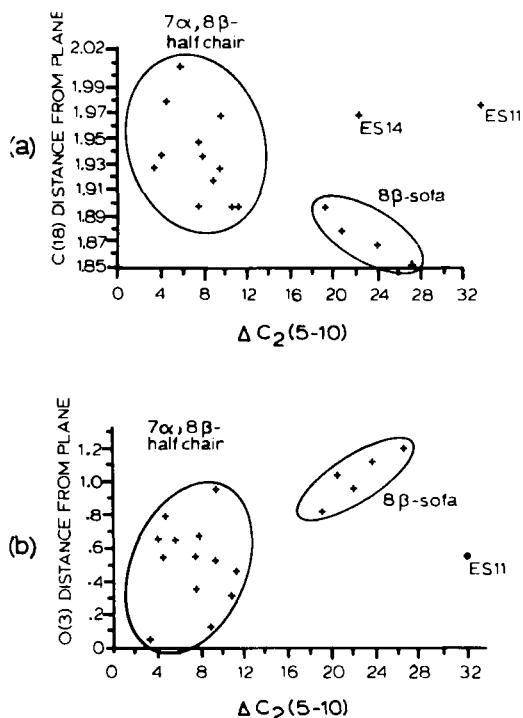 7α, 8β-
half chair
2.02
1.99
1.97
1.95
1.93
1.91
1.89
1.87
1.85
C(18) DISTANCE FROM PLANE
(a)
ES14
ES11
8β-sofa
0 4 8 12 16 20 24 28 32
Δ C₂(5-10)
7α, 8β-
half chair
1.2
1.0
.8
.6
.4
.2
0
O(3) DISTANCE FROM PLANE
(b)
8β-sofa
ES11
0 4 8 12 16 20 24 28 32
Δ C₂(5-10)